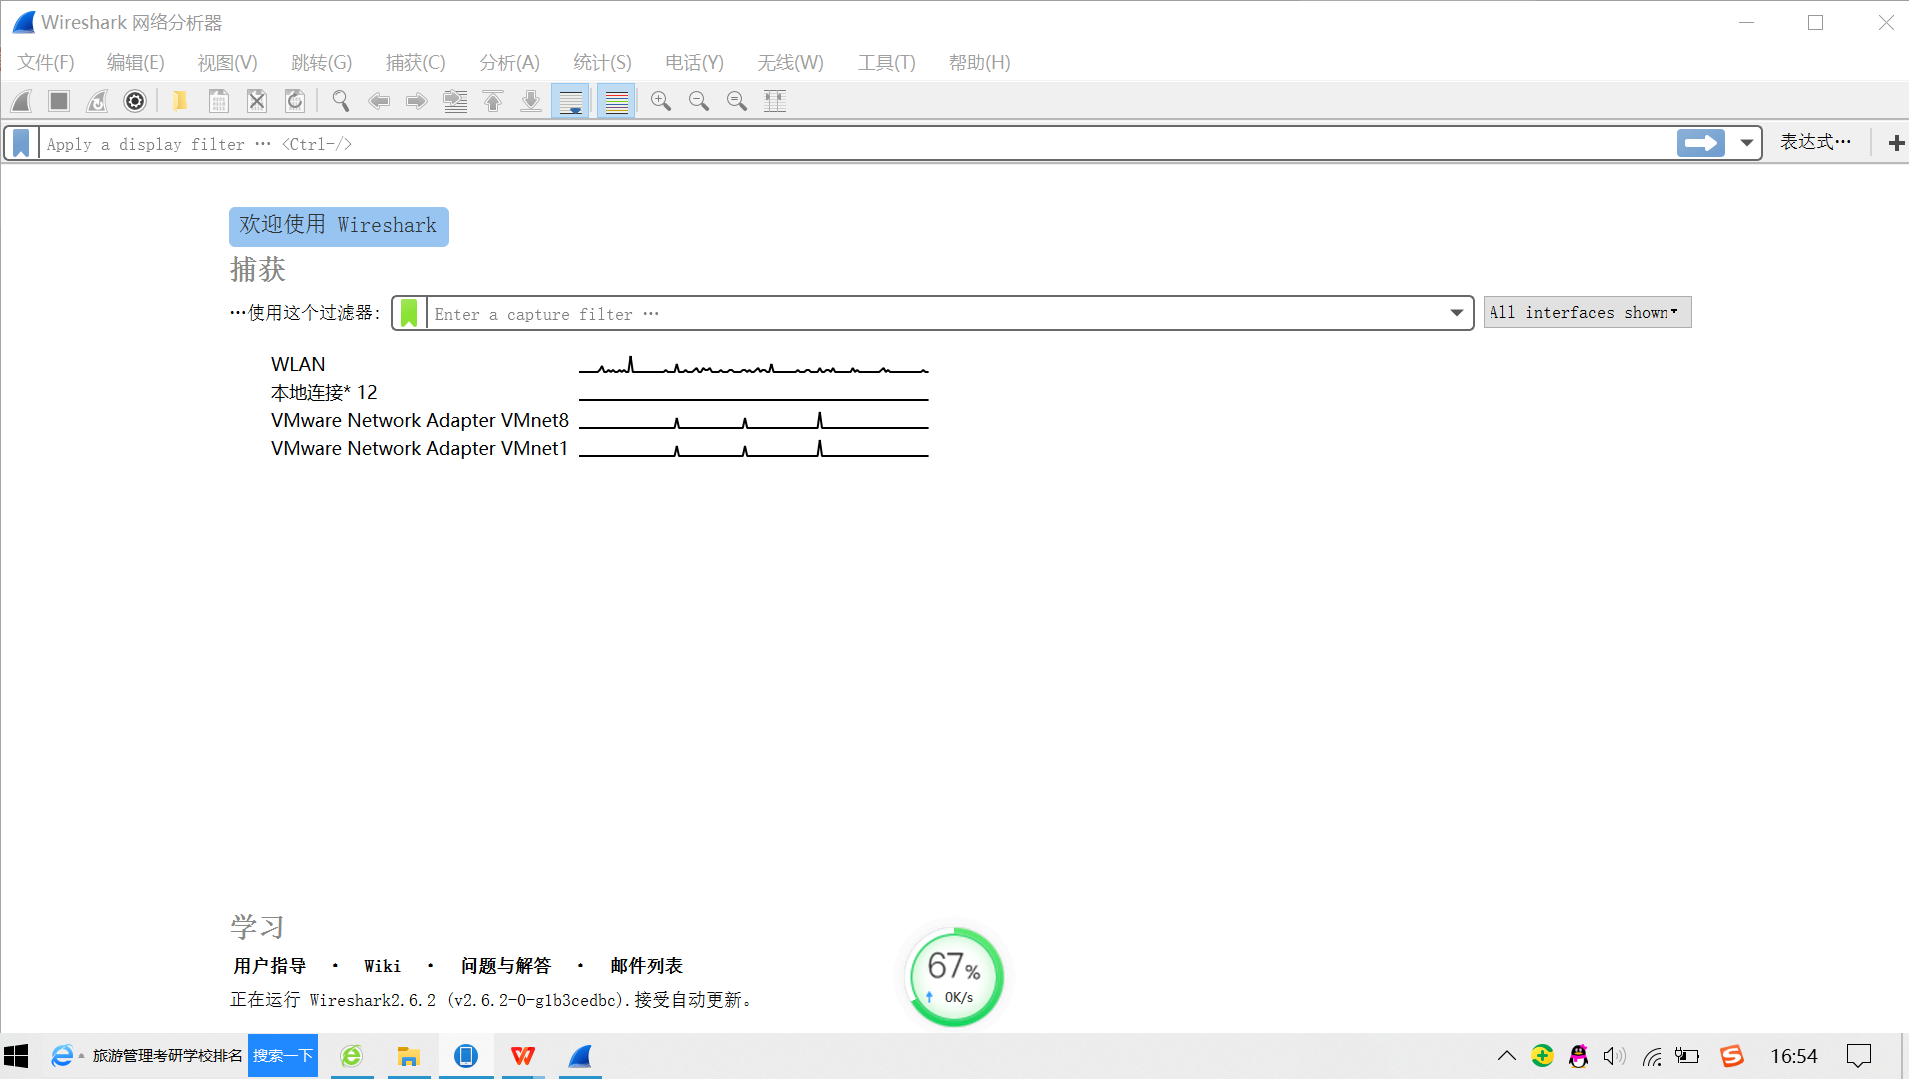 Wireshark 网络分析器
文件(F) 编辑(E) 视图(V) 跳转(G) 捕获(C) 分析(A) 统计(S) 电话(Y) 无线(W) 工具(T) 帮助(H)
Apply a display filter … <Ctrl-/> 表达式…
欢迎使用 Wireshark
捕获
…使用这个过滤器: Enter a capture filter … All interfaces shown
WLAN
本地连接* 12
VMware Network Adapter VMnet8
VMware Network Adapter VMnet1
学习
用户指导 · Wiki · 问题与解答 · 邮件列表
正在运行 Wireshark2.6.2 (v2.6.2-0-g1b3cedbc).接受自动更新。
67%
0K/s
旅游管理考研学校排名 搜索一下 16:54